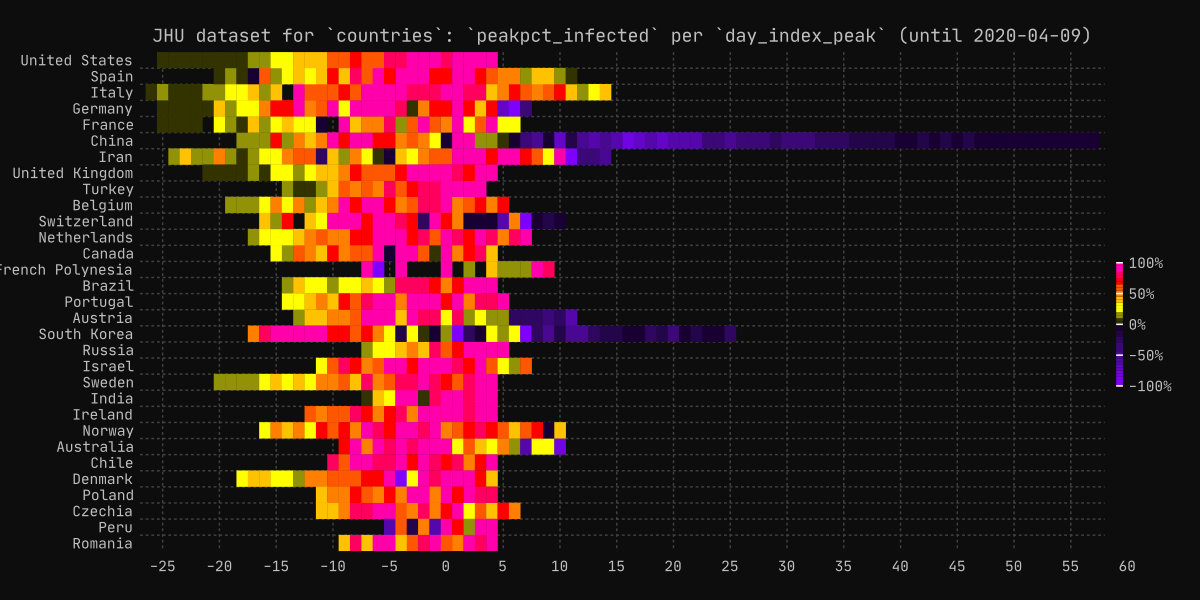 JHU dataset for `countries`: `peakpct_infected` per `day_index_peak` (until 2020-04-09)
United States
Spain
Italy
Germany
France
China
Iran
United Kingdom
Turkey
Belgium
Switzerland
Netherlands
Canada
French Polynesia
Brazil
Portugal
Austria
South Korea
Russia
Israel
Sweden
India
Ireland
Norway
Australia
Chile
Denmark
Poland
Czechia
Peru
Romania
-25 -20 -15 -10 -5 0 5 10 15 20 25 30 35 40 45 50 55 60
100%
50%
0%
-50%
-100%